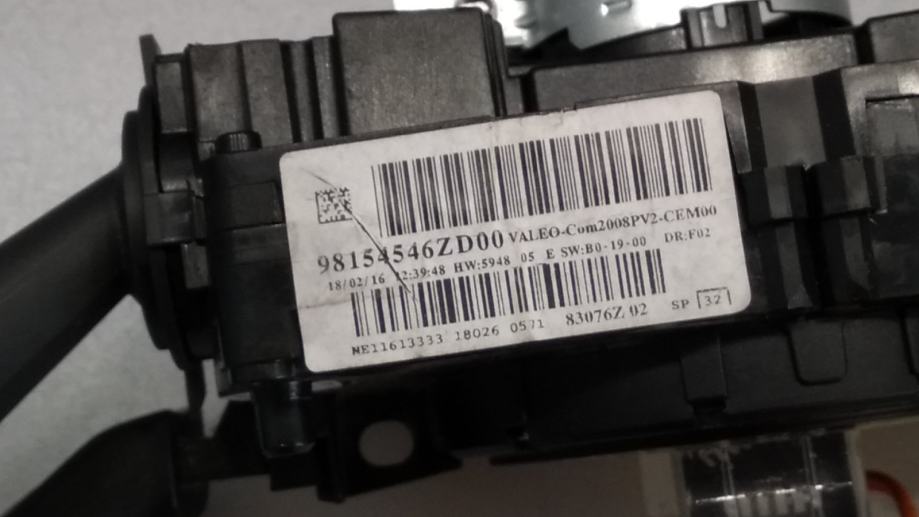 98154546ZD00 VALEO-Com2008PV2-CEM00
18/02/16 12:39:48 HW:5948 05 E SW:B0-19-00 DR:F02
83076Z 02 SP 32
NE11613333 18026 0571